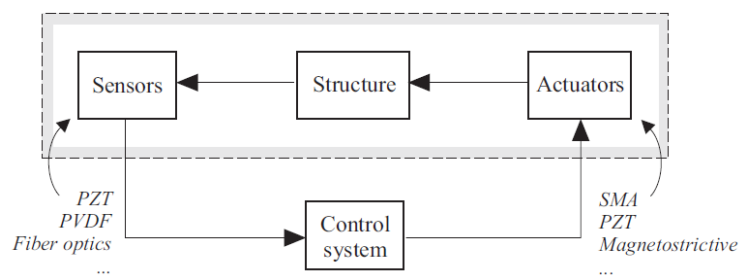 Sensors
Structure
Actuators
PZT
PVDF
Fiber optics
...
Control
system
SMA
PZT
Magnetostrictive
...